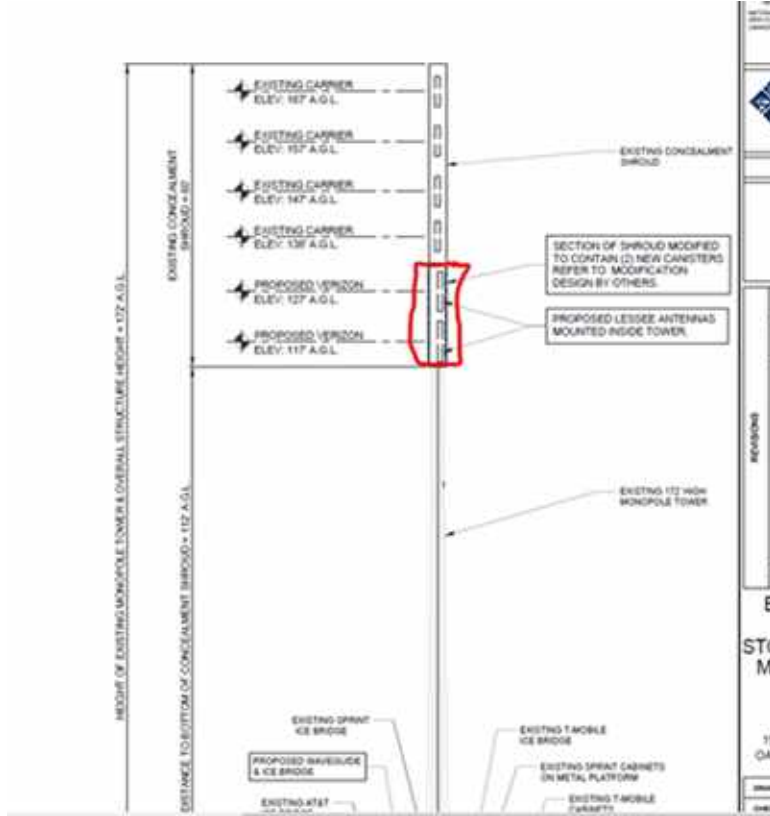 EXISTING CARRIER
ELEV: 167' A.G.L.
EXISTING CARRIER
ELEV: 157' A.G.L.
EXISTING CARRIER
ELEV: 147' A.G.L.
EXISTING CARRIER
ELEV: 138' A.G.L.
PROPOSED VERIZON
ELEV: 127' A.G.L.
PROPOSED VERIZON
ELEV: 117' A.G.L.
EXISTING CONCEALMENT
SHROUD = 60'
HEIGHT OF EXISTING MONOPOLE TOWER & OVERALL STRUCTURE HEIGHT = 172' A.G.L.
DISTANCE TO BOTTOM OF CONCEALMENT SHROUD = 112' A.G.L.
EXISTING CONCEALMENT
SHROUD
SECTION OF SHROUD MODIFIED
TO CONTAIN (2) NEW CANISTERS
REFER TO MODIFICATION
DESIGN BY OTHERS.
PROPOSED LESSEE ANTENNAS
MOUNTED INSIDE TOWER.
EXISTING 172' HIGH
MONOPOLE TOWER
EXISTING SPRINT
ICE BRIDGE
PROPOSED WAVEGUIDE
& ICE BRIDGE
EXISTING AT&T
EXISTING T-MOBILE
ICE BRIDGE
EXISTING SPRINT CABINETS
ON METAL PLATFORM
EXISTING T-MOBILE
CABINETS
REVISIONS